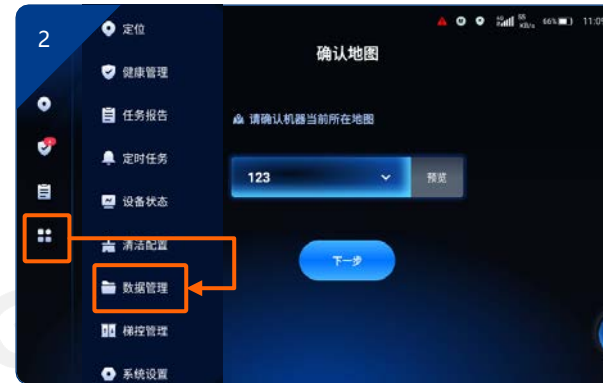 2
定位
健康管理
任务报告
定时任务
设备状态
清洁配置
数据管理
梯控管理
系统设置
66%
11:09
确认地图
请确认机器当前所在地图
123
预览
下一步